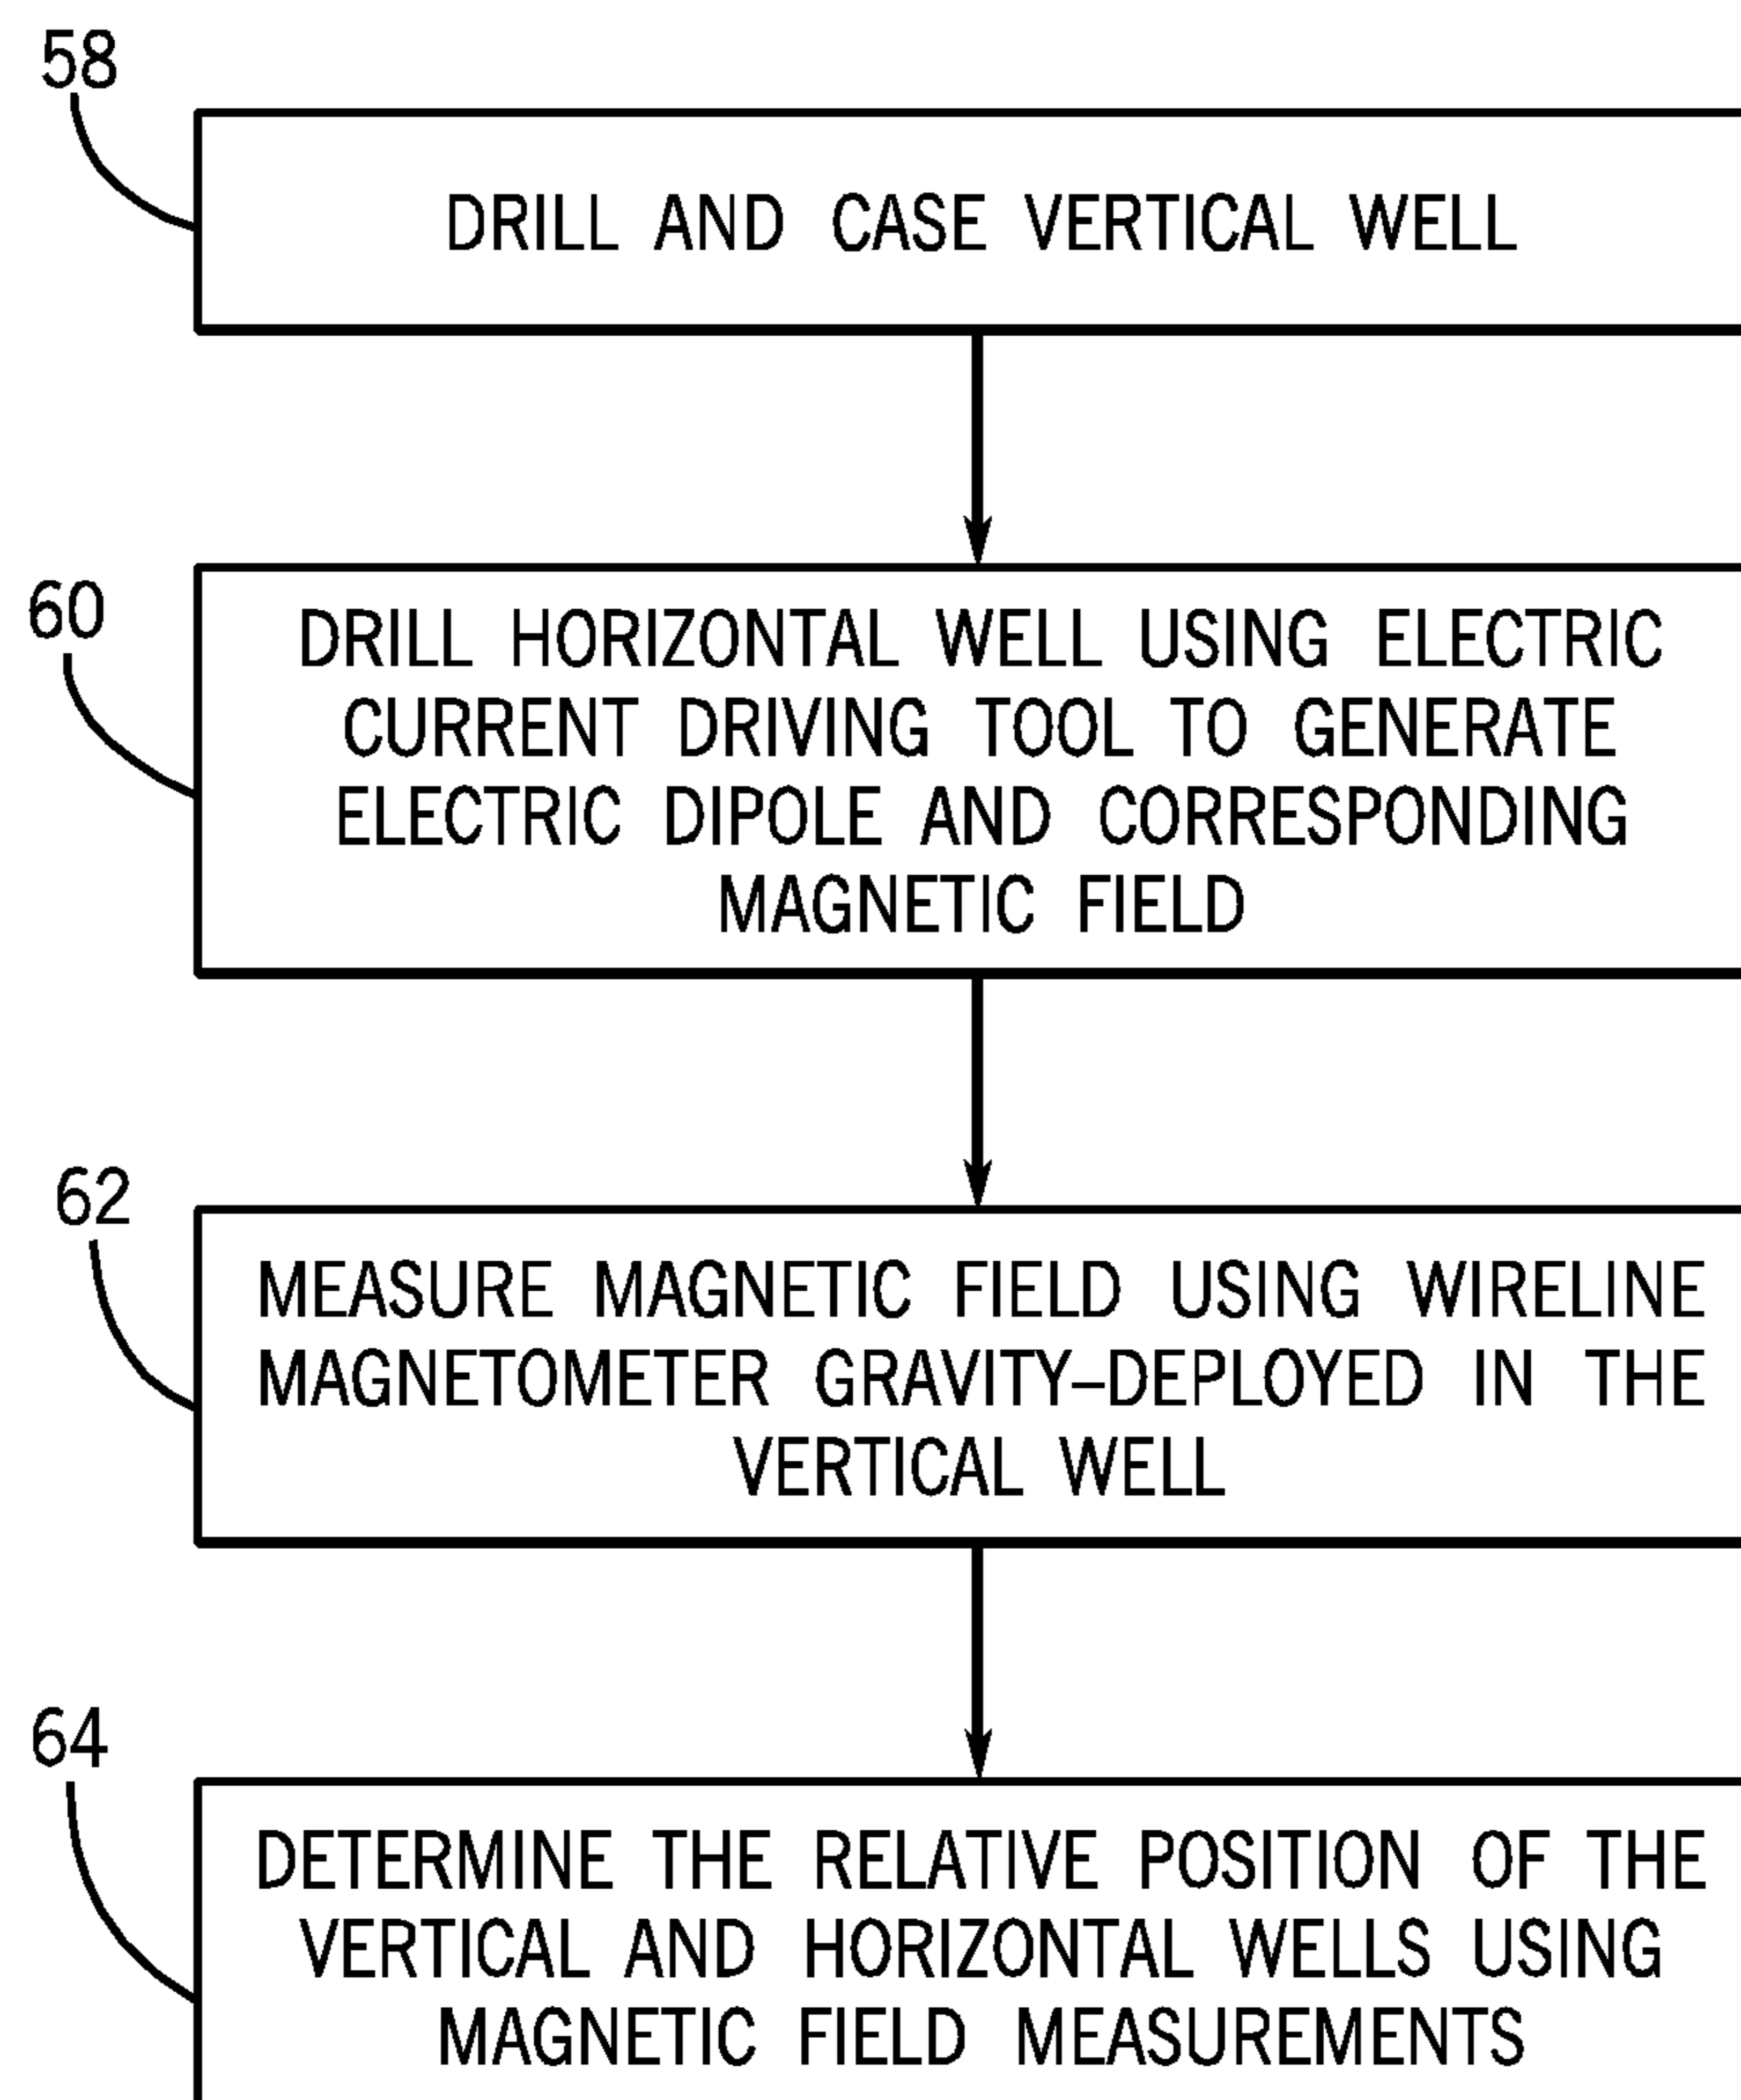 58
DRILL AND CASE VERTICAL WELL
60
DRILL HORIZONTAL WELL USING ELECTRIC
CURRENT DRIVING TOOL TO GENERATE
ELECTRIC DIPOLE AND CORRESPONDING
MAGNETIC FIELD
62
MEASURE MAGNETIC FIELD USING WIRELINE
MAGNETOMETER GRAVITY–DEPLOYED IN THE
VERTICAL WELL
64
DETERMINE THE RELATIVE POSITION OF THE
VERTICAL AND HORIZONTAL WELLS USING
MAGNETIC FIELD MEASUREMENTS